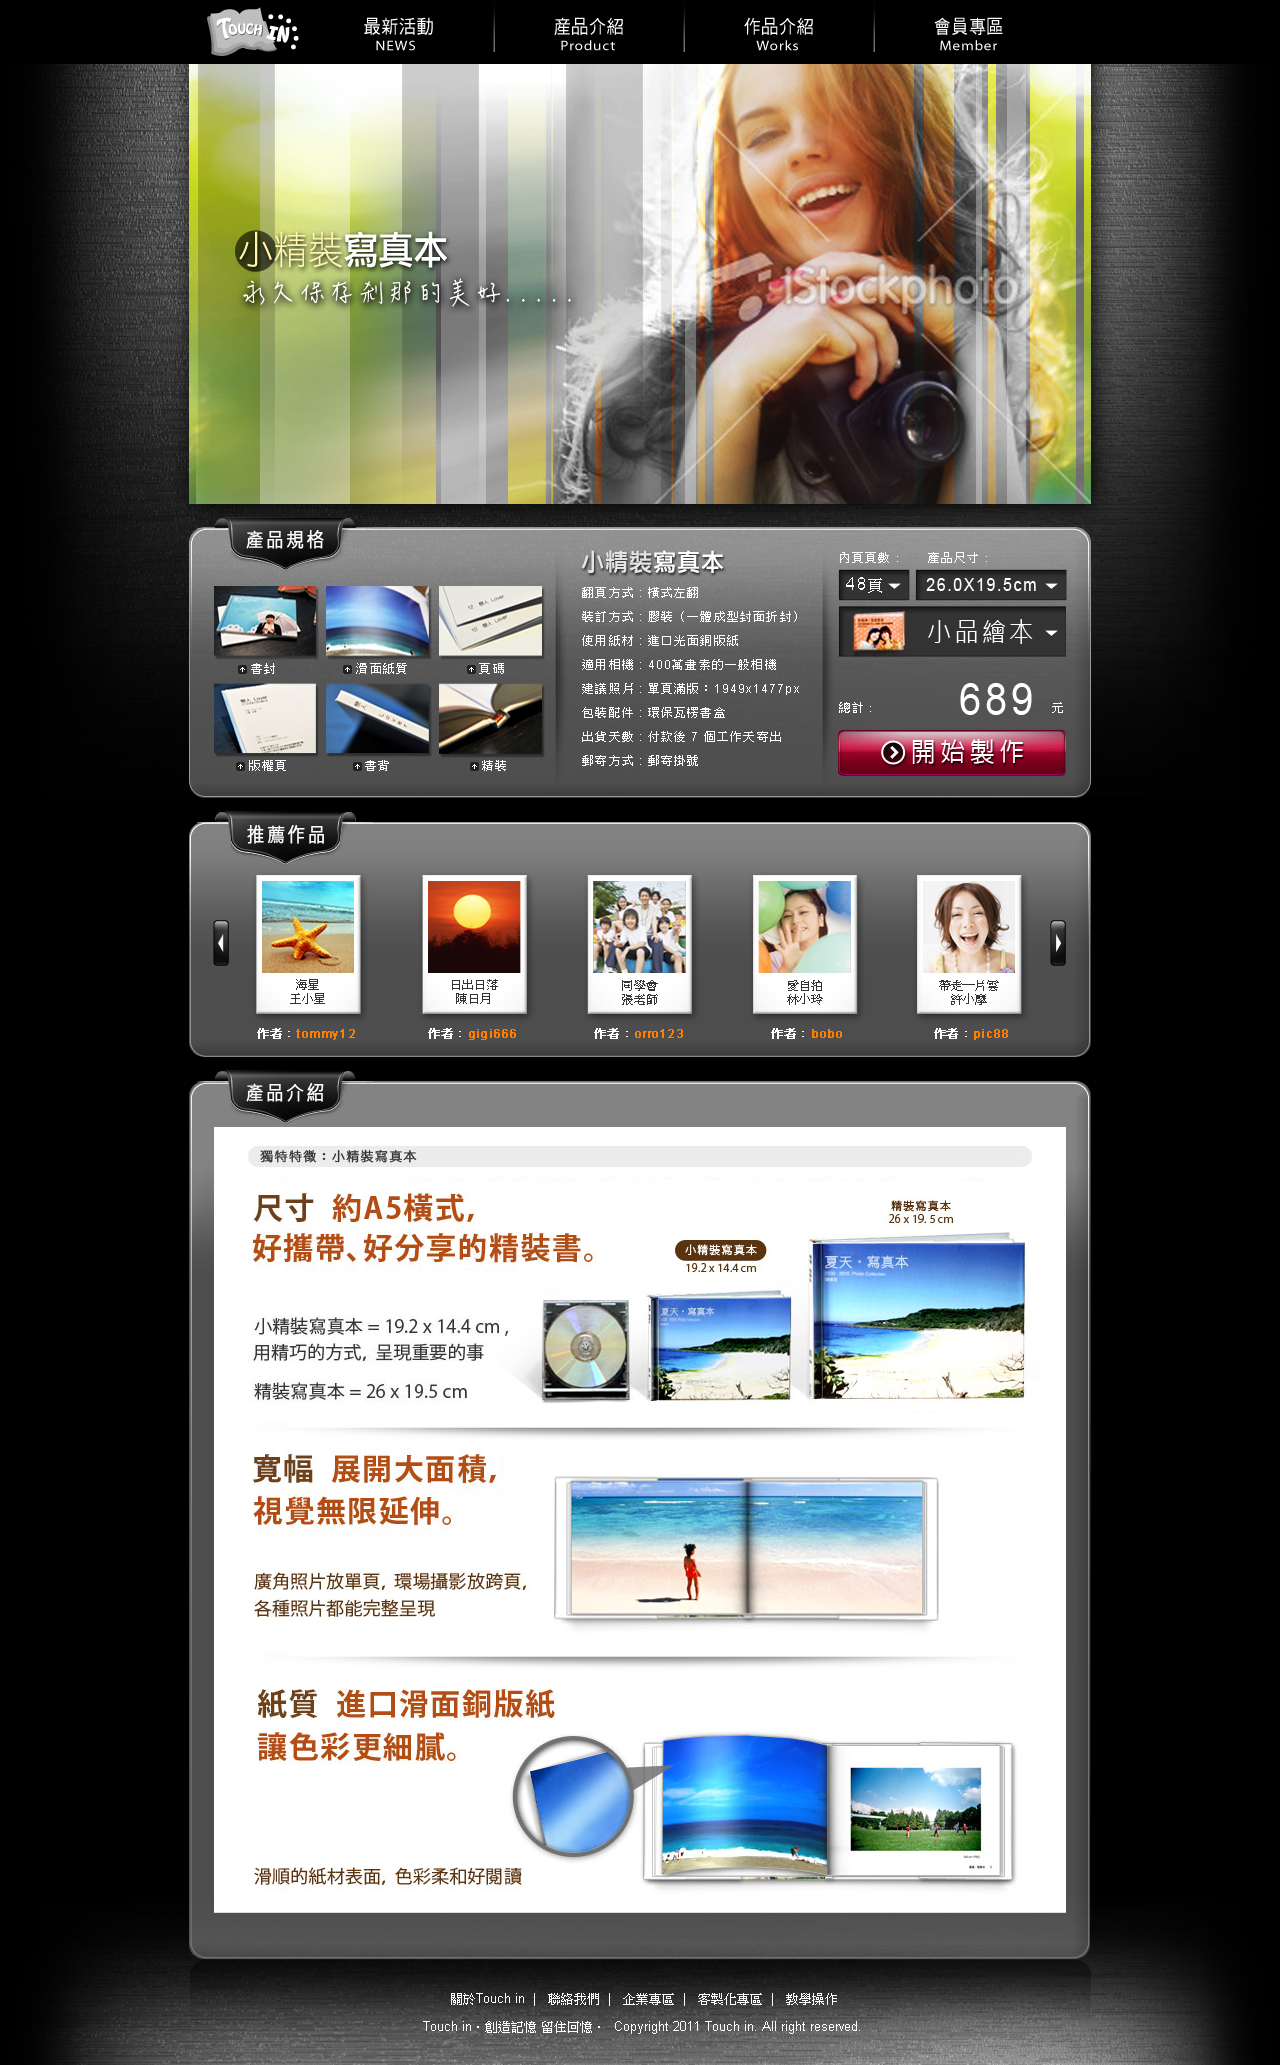 Touch IN
最新活動
NEWS
產品介紹
Product
作品介紹
Works
會員專區
Member
iStockphoto
小精裝寫真本
永久保存剎那的美好.....
產品規格
書封
滑面紙質
頁碼
版權頁
書背
精裝
小精裝寫真本
翻頁方式：橫式左翻
裝訂方式：膠裝（一體成型封面折封）
使用紙材：進口光面銅版紙
適用相機：400萬畫素的一般相機
建議照片：單頁滿版：1949x1477px
包裝配件：環保瓦楞書盒
出貨天數：付款後 7 個工作天寄出
郵寄方式：郵寄掛號
內頁頁數：
產品尺寸：
48頁
26.0X19.5cm
小品繪本
總計：
689
元
開始製作
推薦作品
海星
王小星
作者：tommy12
日出日落
陳日月
作者：gigi666
同學會
張老師
作者：orro123
愛自拍
林小玲
作者：bobo
帶走一片雲
許小摩
作者：pic88
產品介紹
獨特特徵：小精裝寫真本
尺寸 約A5橫式,
好攜帶、好分享的精裝書。
精裝寫真本
26 x 19. 5 cm
小精裝寫真本
19.2 x 14.4 cm
夏天・寫真本
夏天・寫真本
小精裝寫真本 = 19.2 x 14.4 cm ,
用精巧的方式, 呈現重要的事
精裝寫真本 = 26 x 19.5 cm
寬幅 展開大面積,
視覺無限延伸。
廣角照片放單頁, 環場攝影放跨頁,
各種照片都能完整呈現
紙質 進口滑面銅版紙
讓色彩更細膩。
滑順的紙材表面, 色彩柔和好閱讀
關於Touch in | 聯絡我們 | 企業專區 | 客製化專區 | 教學操作
Touch in・創造記憶 留住回憶・ Copyright 2011 Touch in. All right reserved.